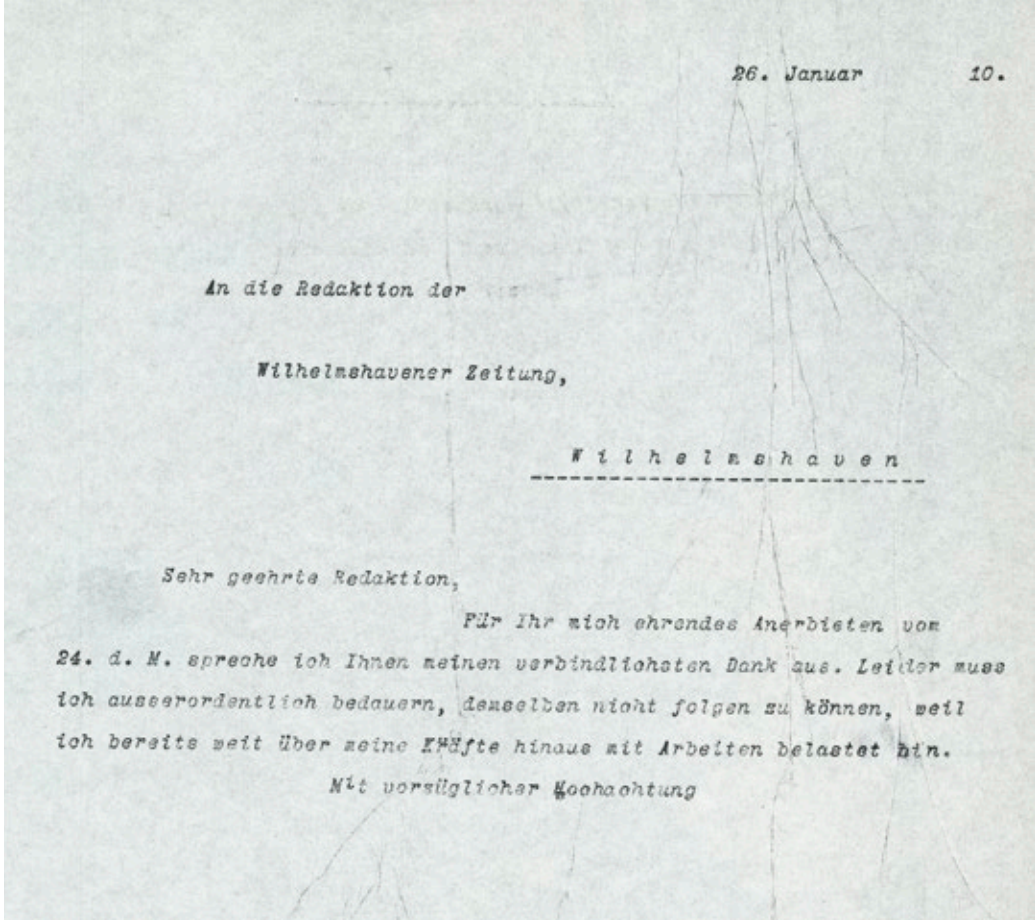 26. Januar 10.
An die Redaktion der
Wilhelmshavener Zeitung,
Wilhelmshaven
Sehr geehrte Redaktion,
Für Ihr mich ehrendes Anerbieten vom
24. d. M. spreche ich Ihnen meinen verbindlichsten Dank aus. Leider muss
ich ausserordentlich bedauern, demselben nicht folgen zu können, weil
ich bereits weit über meine Kräfte hinaus mit Arbeiten belastet bin.
Mit vorzüglicher Hochachtung